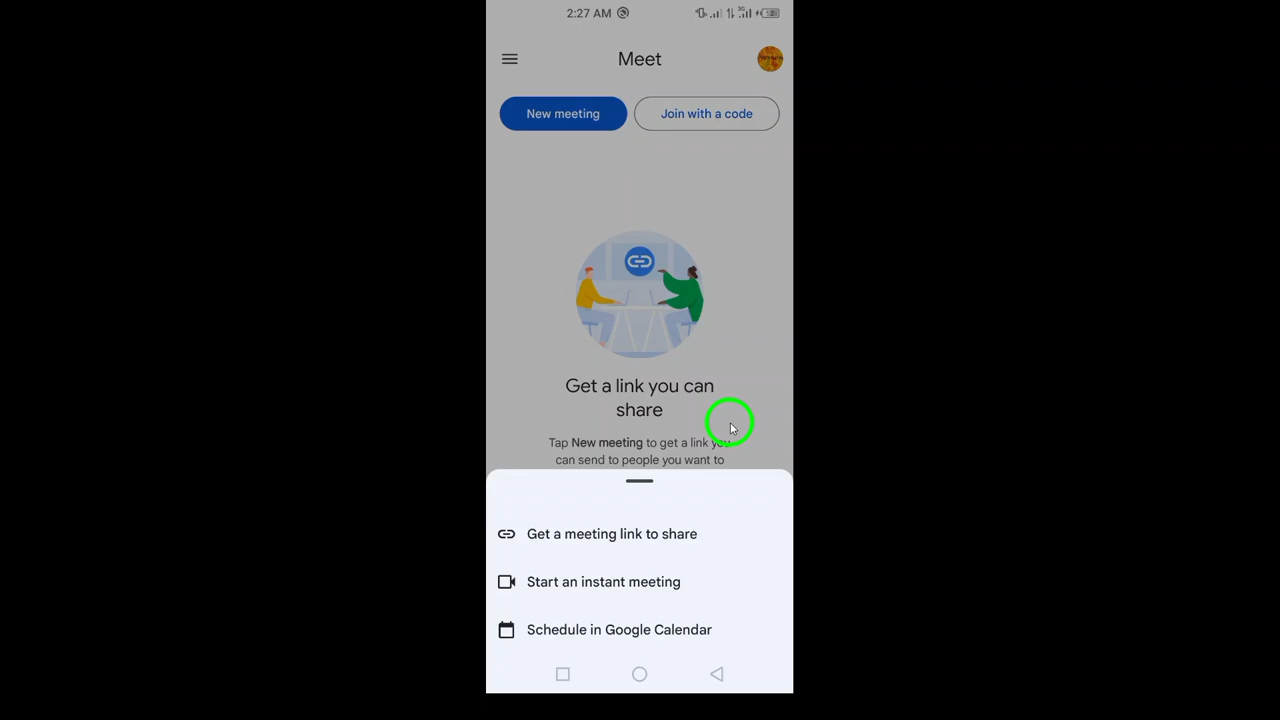 2:27 AM
Meet
New meeting
Join with a code
Get a link you can
share
Tap New meeting to get a link you
can send to people you want to
Get a meeting link to share
Start an instant meeting
Schedule in Google Calendar